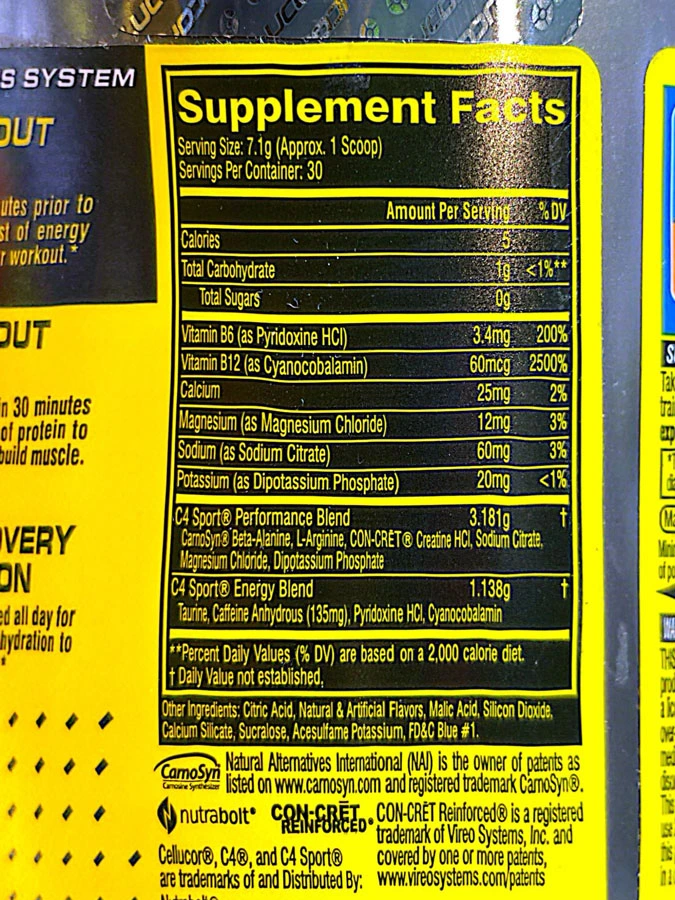 S SYSTEM
OUT
utes prior to
st of energy
r workout.*
OUT
in 30 minutes
of protein to
build muscle.
OVERY
ON
ed all day for
hydration to
Supplement Facts
Serving Size: 7.1g (Approx. 1 Scoop)
Servings Per Container: 30
Amount Per Serving %DV
Calories 5
Total Carbohydrate 1g <1%**
Total Sugars 0g
Vitamin B6 (as Pyridoxine HCl) 3.4mg 200%
Vitamin B12 (as Cyanocobalamin) 60mcg 2500%
Calcium 25mg 2%
Magnesium (as Magnesium Chloride) 12mg 3%
Sodium (as Sodium Citrate) 60mg 3%
Potassium (as Dipotassium Phosphate) 20mg <1%
C4 Sport® Performance Blend 3.181g †
CarnoSyn® Beta-Alanine, L-Arginine, CON-CRĒT® Creatine HCl, Sodium Citrate,
Magnesium Chloride, Dipotassium Phosphate
C4 Sport® Energy Blend 1.138g †
Taurine, Caffeine Anhydrous (135mg), Pyridoxine HCl, Cyanocobalamin
**Percent Daily Values (% DV) are based on a 2,000 calorie diet.
† Daily Value not established.
Other Ingredients: Citric Acid, Natural & Artificial Flavors, Malic Acid, Silicon Dioxide,
Calcium Silicate, Sucralose, Acesulfame Potassium, FD&C Blue #1.
CarnoSyn
Carnosine Synthesizer
Natural Alternatives International (NAI) is the owner of patents as
listed on www.carnosyn.com and registered trademark CarnoSyn®.
nutrabolt®
CON-CRĒT
REINFORCED®
CON-CRĒT Reinforced® is a registered
trademark of Vireo Systems, Inc. and
covered by one or more patents,
www.vireosystems.com/patents
Cellucor®, C4®, and C4 Sport®
are trademarks of and Distributed By:
Tak
trai
exp